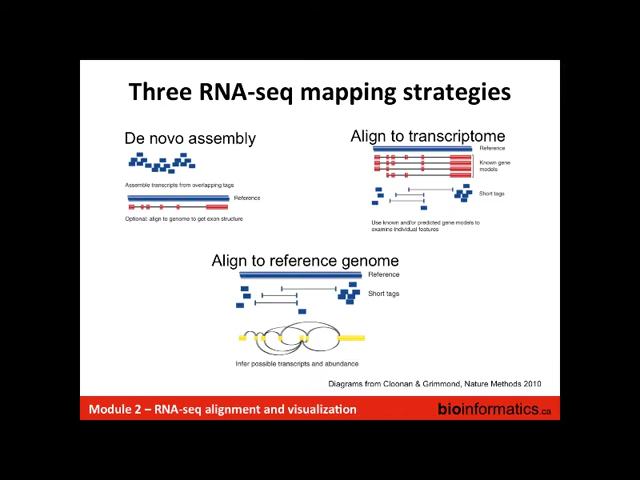 Three RNA-seq mapping strategies
De novo assembly
Assemble transcripts from overlapping tags
Reference
Optional: align to genome to get exon structure
Align to transcriptome
Reference
Known gene
models
Short tags
Use known and/or predicted gene models to
examine individual features
Align to reference genome
Reference
Short tags
Infer possible transcripts and abundance
Diagrams from Cloonan & Grimmond, Nature Methods 2010
Module 2 – RNA-seq alignment and visualization
bioinformatics.ca